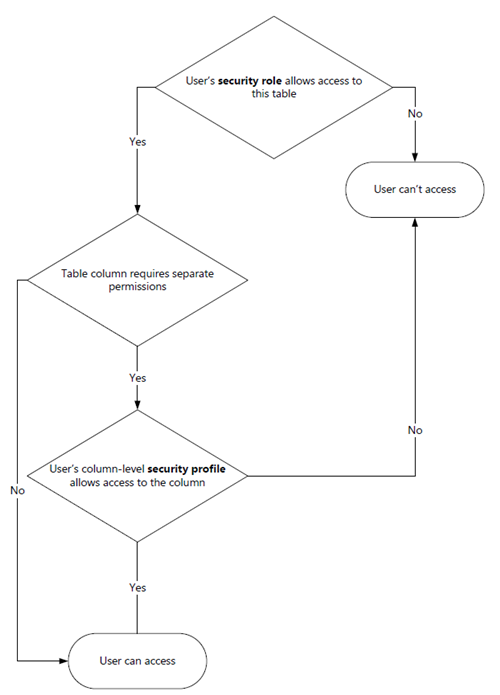 User's security role allows access to
this table
No
Yes
User can't access
Table column requires separate
permissions
Yes
No
User's column-level security profile
allows access to the column
No
Yes
User can access